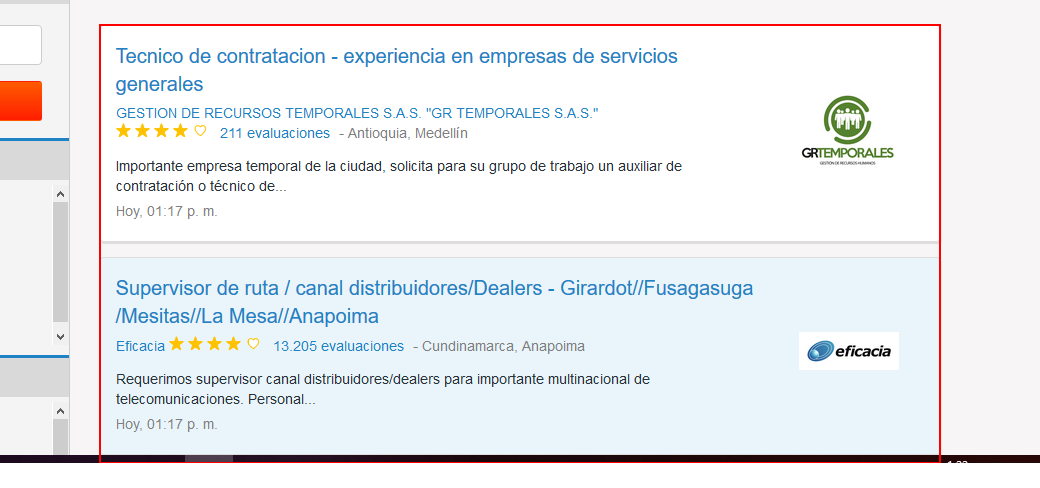 Tecnico de contratacion - experiencia en empresas de servicios
generales
GESTION DE RECURSOS TEMPORALES S.A.S. "GR TEMPORALES S.A.S."
211 evaluaciones - Antioquia, Medellín
Importante empresa temporal de la ciudad, solicita para su grupo de trabajo un auxiliar de
contratación o técnico de...
Hoy, 01:17 p. m.
GRTEMPORALES
GESTIÓN DE RECURSOS HUMANOS
Supervisor de ruta / canal distribuidores/Dealers - Girardot//Fusagasuga
/Mesitas//La Mesa//Anapoima
Eficacia 13.205 evaluaciones - Cundinamarca, Anapoima
Requerimos supervisor canal distribuidores/dealers para importante multinacional de
telecomunicaciones. Personal...
Hoy, 01:17 p. m.
eficacia